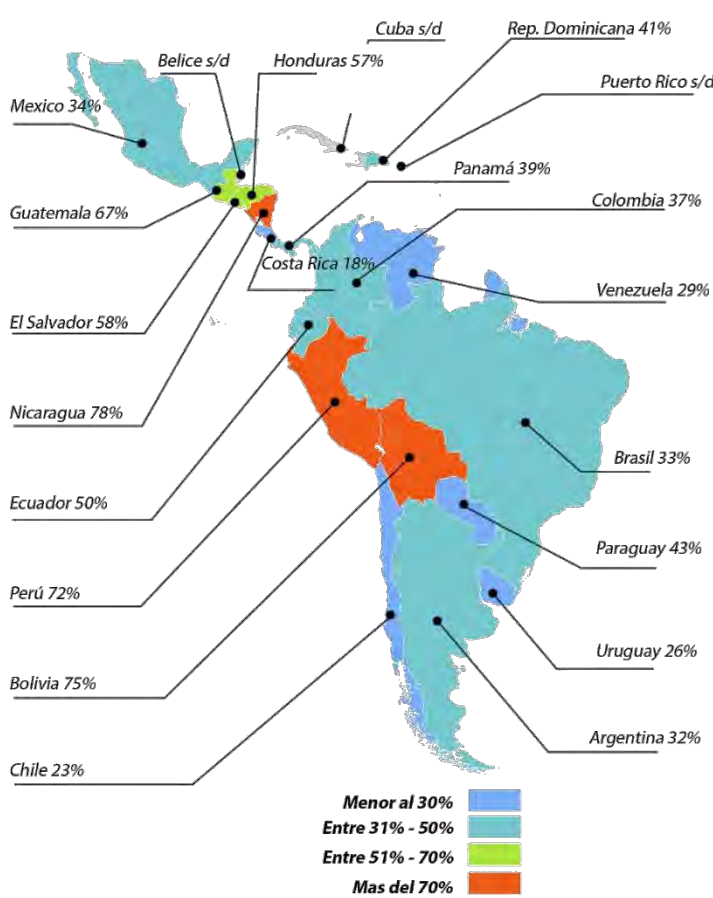 Cuba s/d
Rep. Dominicana 41%
Belice s/d
Honduras 57%
Puerto Rico s/d
Mexico 34%
Panamá 39%
Colombia 37%
Guatemala 67%
Costa Rica 18%
Venezuela 29%
El Salvador 58%
Nicaragua 78%
Brasil 33%
Ecuador 50%
Paraguay 43%
Perú 72%
Uruguay 26%
Bolivia 75%
Argentina 32%
Chile 23%
Menor al 30%
Entre 31% - 50%
Entre 51% - 70%
Mas del 70%